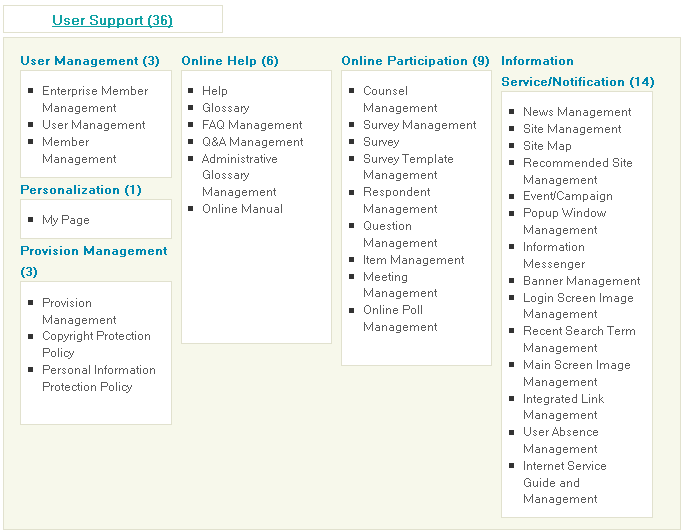 User Support (36)
User Management (3)
Enterprise Member
Management
User Management
Member
Management
Personalization (1)
My Page
Provision Management
(3)
Provision
Management
Copyright Protection
Policy
Personal Information
Protection Policy
Online Help (6)
Help
Glossary
FAQ Management
Q&A Management
Administrative
Glossary
Management
Online Manual
Online Participation (9)
Counsel
Management
Survey Management
Survey
Survey Template
Management
Respondent
Management
Question
Management
Item Management
Meeting
Management
Online Poll
Management
Information
Service/Notification (14)
News Management
Site Management
Site Map
Recommended Site
Management
Event/Campaign
Popup Window
Management
Information
Messenger
Banner Management
Login Screen Image
Management
Recent Search Term
Management
Main Screen Image
Management
Integrated Link
Management
User Absence
Management
Internet Service
Guide and
Management